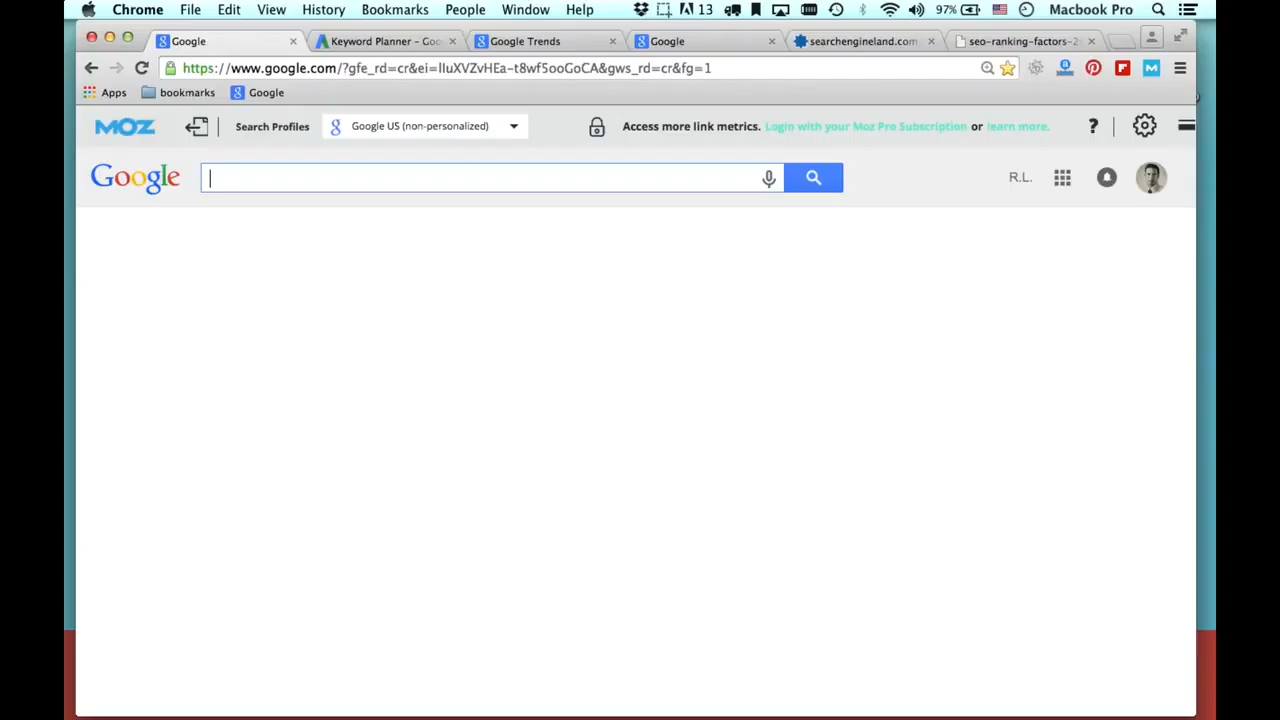 Chrome File Edit View History Bookmarks People Window Help 13 97% Macbook Pro
Google Keyword Planner - Goo Google Trends Google searchengineland.com seo-ranking-factors-2
https://www.google.com/?gfe_rd=cr&ei=lIuXVZvHEa-t8wf5ooGoCA&gws_rd=cr&fg=1
Apps bookmarks Google
MOZ Search Profiles Google US (non-personalized) Access more link metrics. Login with your Moz Pro Subscription or learn more. ?
Google R.L.